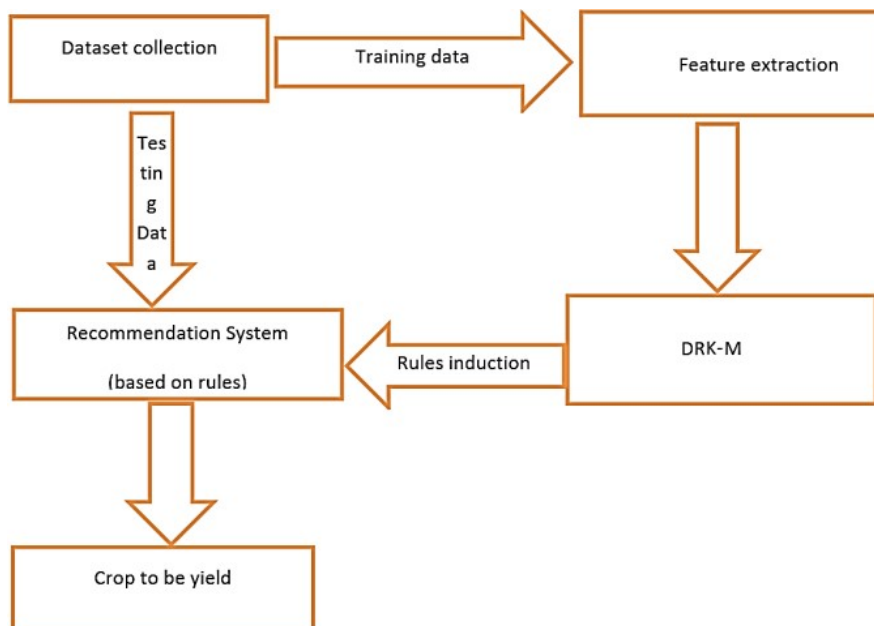 Dataset collection
Training data
Feature extraction
Tes
tin
g
Dat
a
Recommendation System
(based on rules)
Rules induction
DRK-M
Crop to be yield